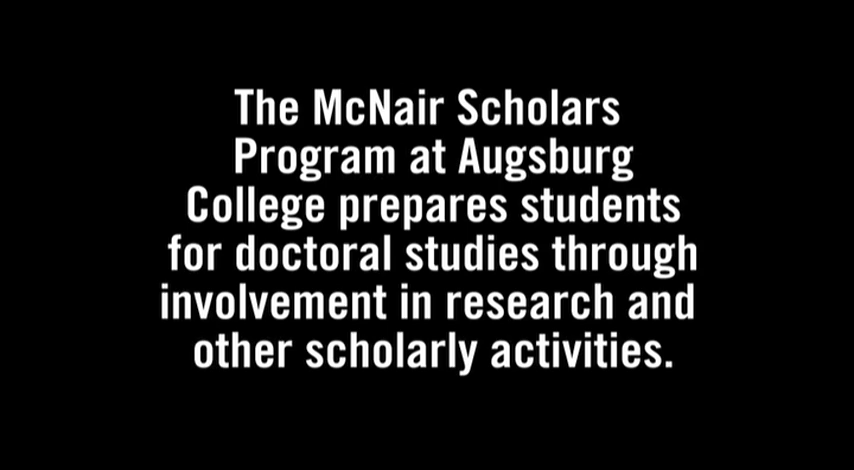 The McNair Scholars
Program at Augsburg
College prepares students
for doctoral studies through
involvement in research and
other scholarly activities.